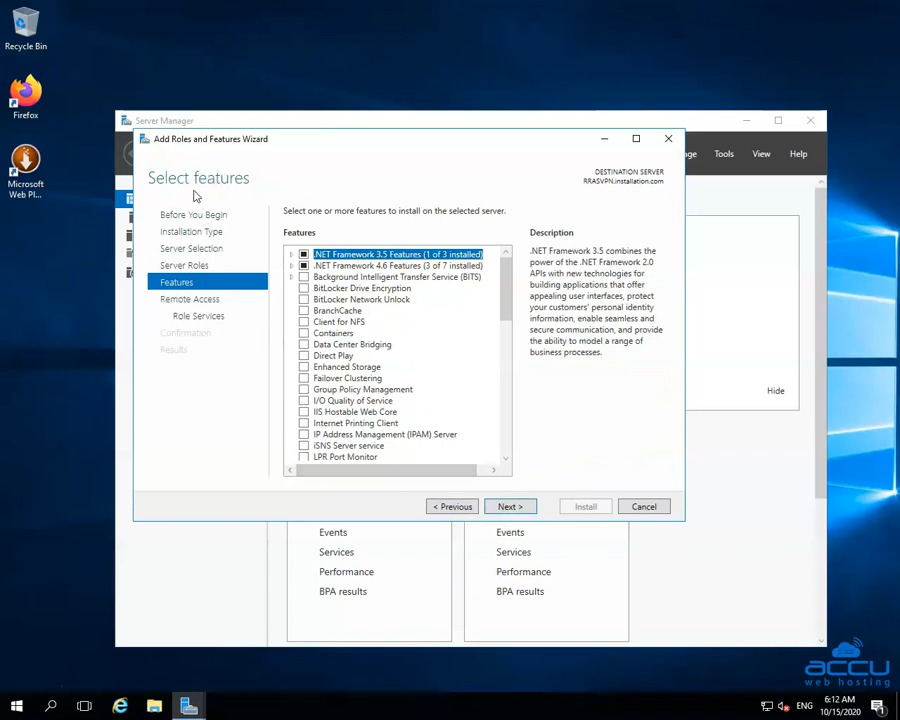 Recycle Bin
Firefox
Microsoft
Web Pl...
Server Manager
Tools
View
Help
Hide
Add Roles and Features Wizard
Select features
DESTINATION SERVER
RRASVPN.installation.com
Before You Begin
Installation Type
Server Selection
Server Roles
Features
Remote Access
Role Services
Confirmation
Results
Select one or more features to install on the selected server.
Features
.NET Framework 3.5 Features (1 of 3 installed)
.NET Framework 4.6 Features (3 of 7 installed)
Background Intelligent Transfer Service (BITS)
BitLocker Drive Encryption
BitLocker Network Unlock
BranchCache
Client for NFS
Containers
Data Center Bridging
Direct Play
Enhanced Storage
Failover Clustering
Group Policy Management
I/O Quality of Service
IIS Hostable Web Core
Internet Printing Client
IP Address Management (IPAM) Server
iSNS Server service
LPR Port Monitor
Description
.NET Framework 3.5 combines the
power of the .NET Framework 2.0
APIs with new technologies for
building applications that offer
appealing user interfaces, protect
your customers' personal identity
information, enable seamless and
secure communication, and provide
the ability to model a range of
business processes.
< Previous
Next >
Install
Cancel
Events
Services
Performance
BPA results
Events
Services
Performance
BPA results
accu
web hosting
ENG
6:12 AM
10/15/2020
1